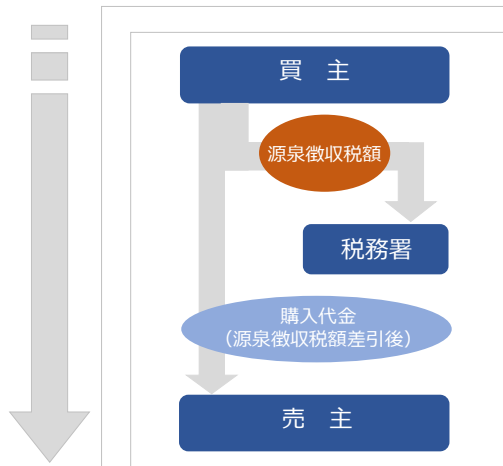 買　主
源泉徴収税額
税務署
購入代金
（源泉徴収税額差引後）
売　主